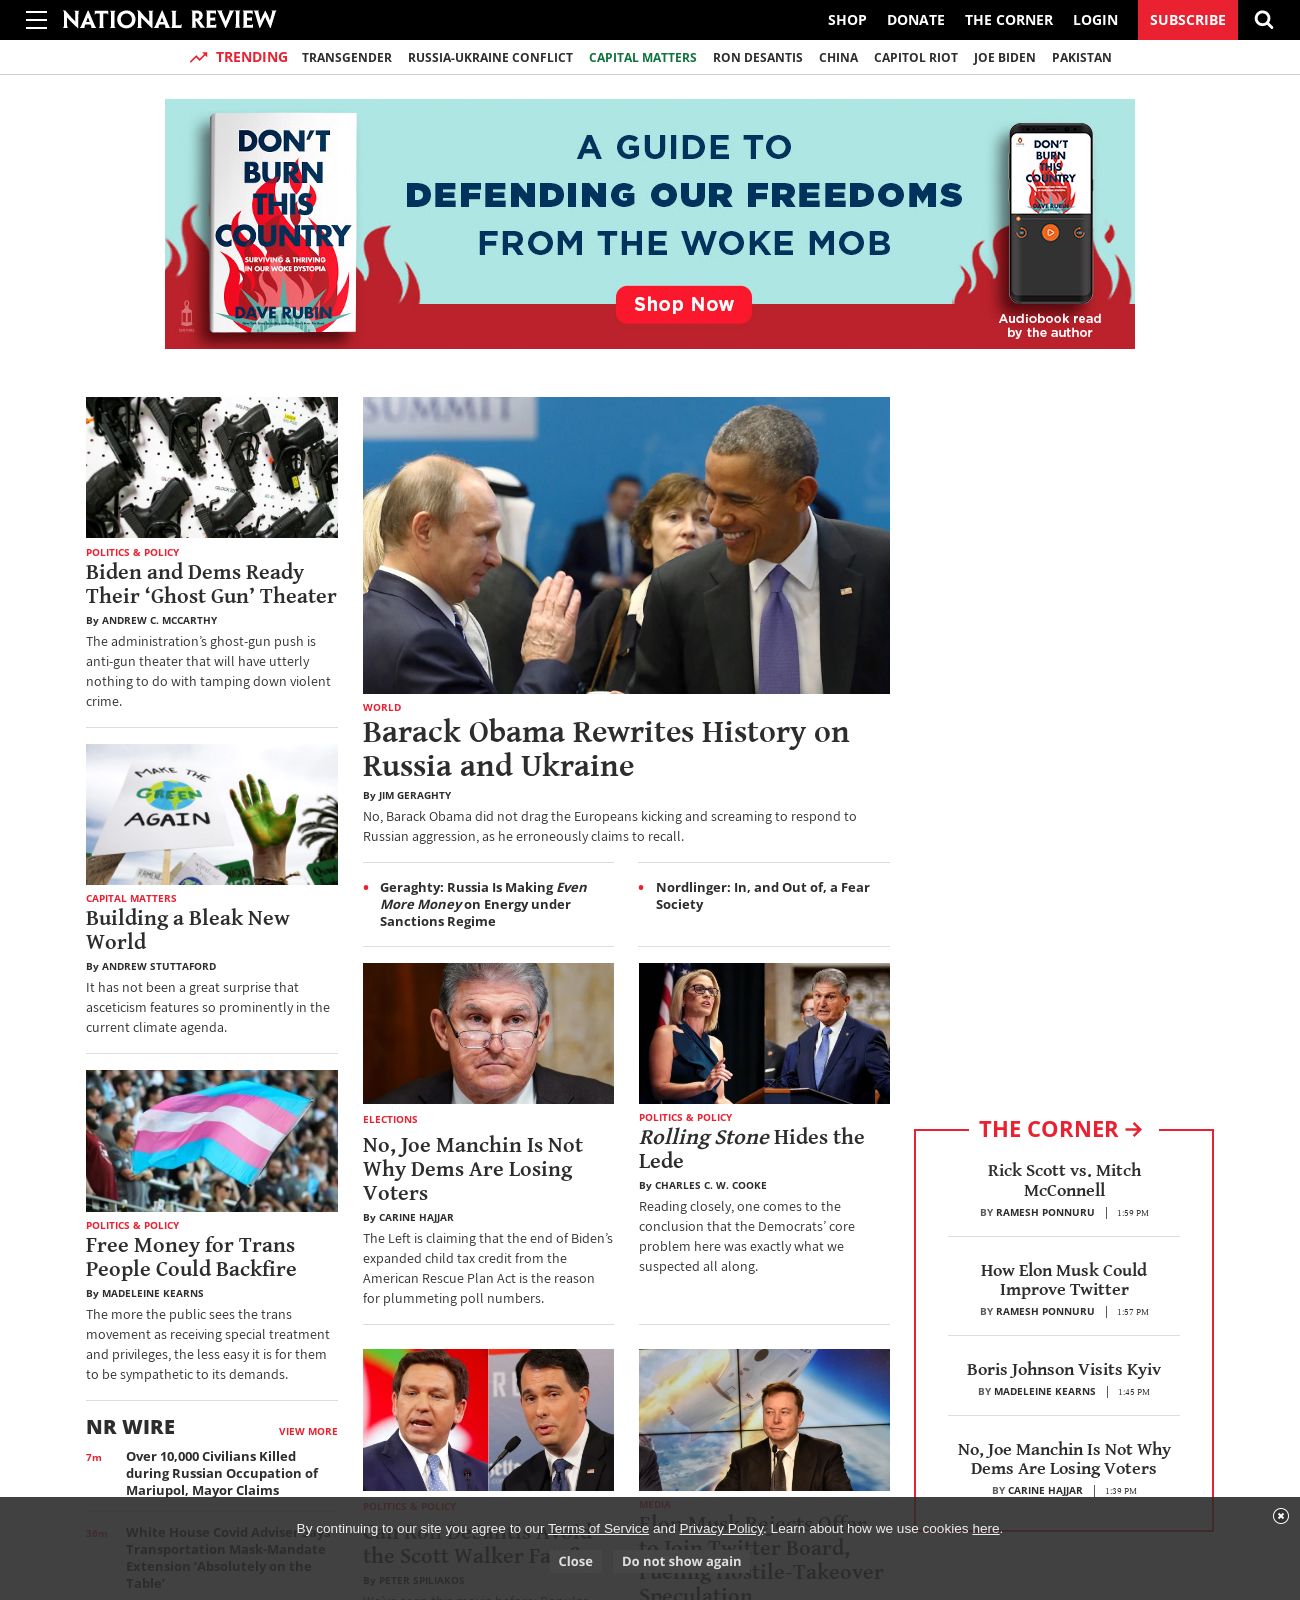 NATIONAL REVIEW
SHOP DONATE THE CORNER LOGIN SUBSCRIBE
TRENDING TRANSGENDER RUSSIA-UKRAINE CONFLICT CAPITAL MATTERS RON DESANTIS CHINA CAPITOL RIOT JOE BIDEN PAKISTAN
DON'T
BURN
THIS
COUNTRY
SURVIVING & THRIVING
IN OUR WOKE DYSTOPIA
DAVE RUBIN
A GUIDE TO
DEFENDING OUR FREEDOMS
FROM THE WOKE MOB
Shop Now
DON'T
BURN
THIS
COUNTRY
DAVE RUBIN
Audiobook read
by the author
POLITICS & POLICY
Biden and Dems Ready
Their ‘Ghost Gun’ Theater
By ANDREW C. MCCARTHY
The administration’s ghost-gun push is
anti-gun theater that will have utterly
nothing to do with tamping down violent
crime.
MAKE THE
GREEN
AGAIN
CAPITAL MATTERS
Building a Bleak New
World
By ANDREW STUTTAFORD
It has not been a great surprise that
asceticism features so prominently in the
current climate agenda.
POLITICS & POLICY
Free Money for Trans
People Could Backfire
By MADELEINE KEARNS
The more the public sees the trans
movement as receiving special treatment
and privileges, the less easy it is for them
to be sympathetic to its demands.
NR WIRE
VIEW MORE
7m Over 10,000 Civilians Killed
during Russian Occupation of
Mariupol, Mayor Claims
36m White House Covid Adviser Says
Transportation Mask-Mandate
Extension ‘Absolutely on the
Table’
SUMMIT
WORLD
Barack Obama Rewrites History on
Russia and Ukraine
By JIM GERAGHTY
No, Barack Obama did not drag the Europeans kicking and screaming to respond to
Russian aggression, as he erroneously claims to recall.
Geraghty: Russia Is Making Even
More Money on Energy under
Sanctions Regime
Nordlinger: In, and Out of, a Fear
Society
ELECTIONS
No, Joe Manchin Is Not
Why Dems Are Losing
Voters
By CARINE HAJJAR
The Left is claiming that the end of Biden’s
expanded child tax credit from the
American Rescue Plan Act is the reason
for plummeting poll numbers.
POLITICS & POLICY
Rolling Stone Hides the
Lede
By CHARLES C. W. COOKE
Reading closely, one comes to the
conclusion that the Democrats’ core
problem here was exactly what we
suspected all along.
POLITICS & POLICY
the Scott Walker
By PETER SPILIAKOS
MEDIA
Elon Musk Rejects Offer
to Join Twitter Board,
Fueling Hostile-Takeover
Speculation
THE CORNER
Rick Scott vs. Mitch
McConnell
BY RAMESH PONNURU | 1:59 PM
How Elon Musk Could
Improve Twitter
BY RAMESH PONNURU | 1:57 PM
Boris Johnson Visits Kyiv
BY MADELEINE KEARNS | 1:45 PM
No, Joe Manchin Is Not Why
Dems Are Losing Voters
BY CARINE HAJJAR | 1:39 PM
By continuing to our site you agree to our Terms of Service and Privacy Policy. Learn about how we use cookies here.
Close Do not show again